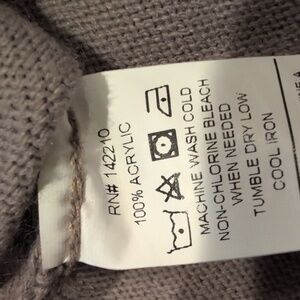 RN# 142210
100% ACRYLIC
MACHINE WASH COLD
NON-CHLORINE BLEACH
WHEN NEEDED
TUMBLE DRY LOW
COOL IRON